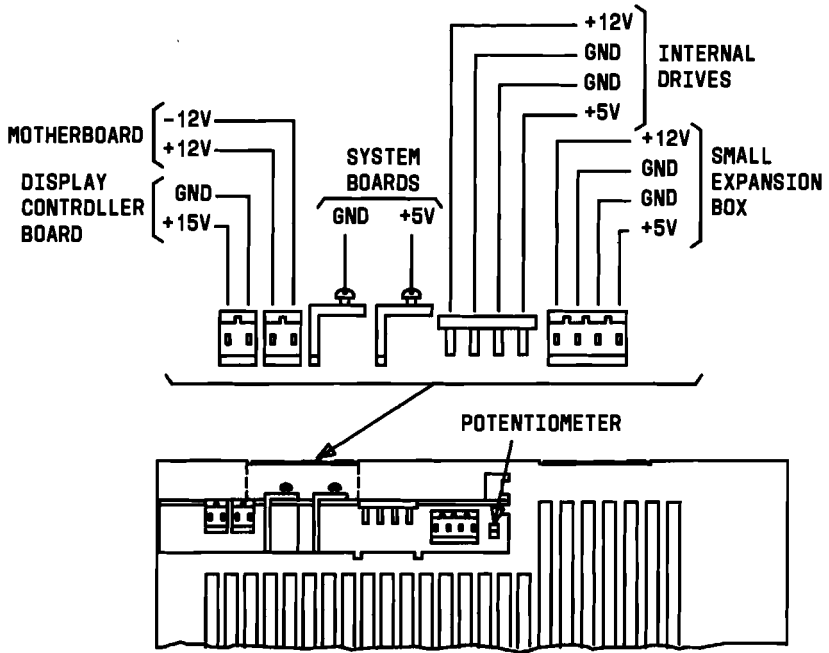 +12V
GND
GND
+5V
INTERNAL
DRIVES
-12V
+12V
MOTHERBOARD
DISPLAY
CONTROLLER
BOARD
GND
+15V
SYSTEM
BOARDS
GND +5V
+12V
GND
GND
+5V
SMALL
EXPANSION
BOX
POTENTIOMETER